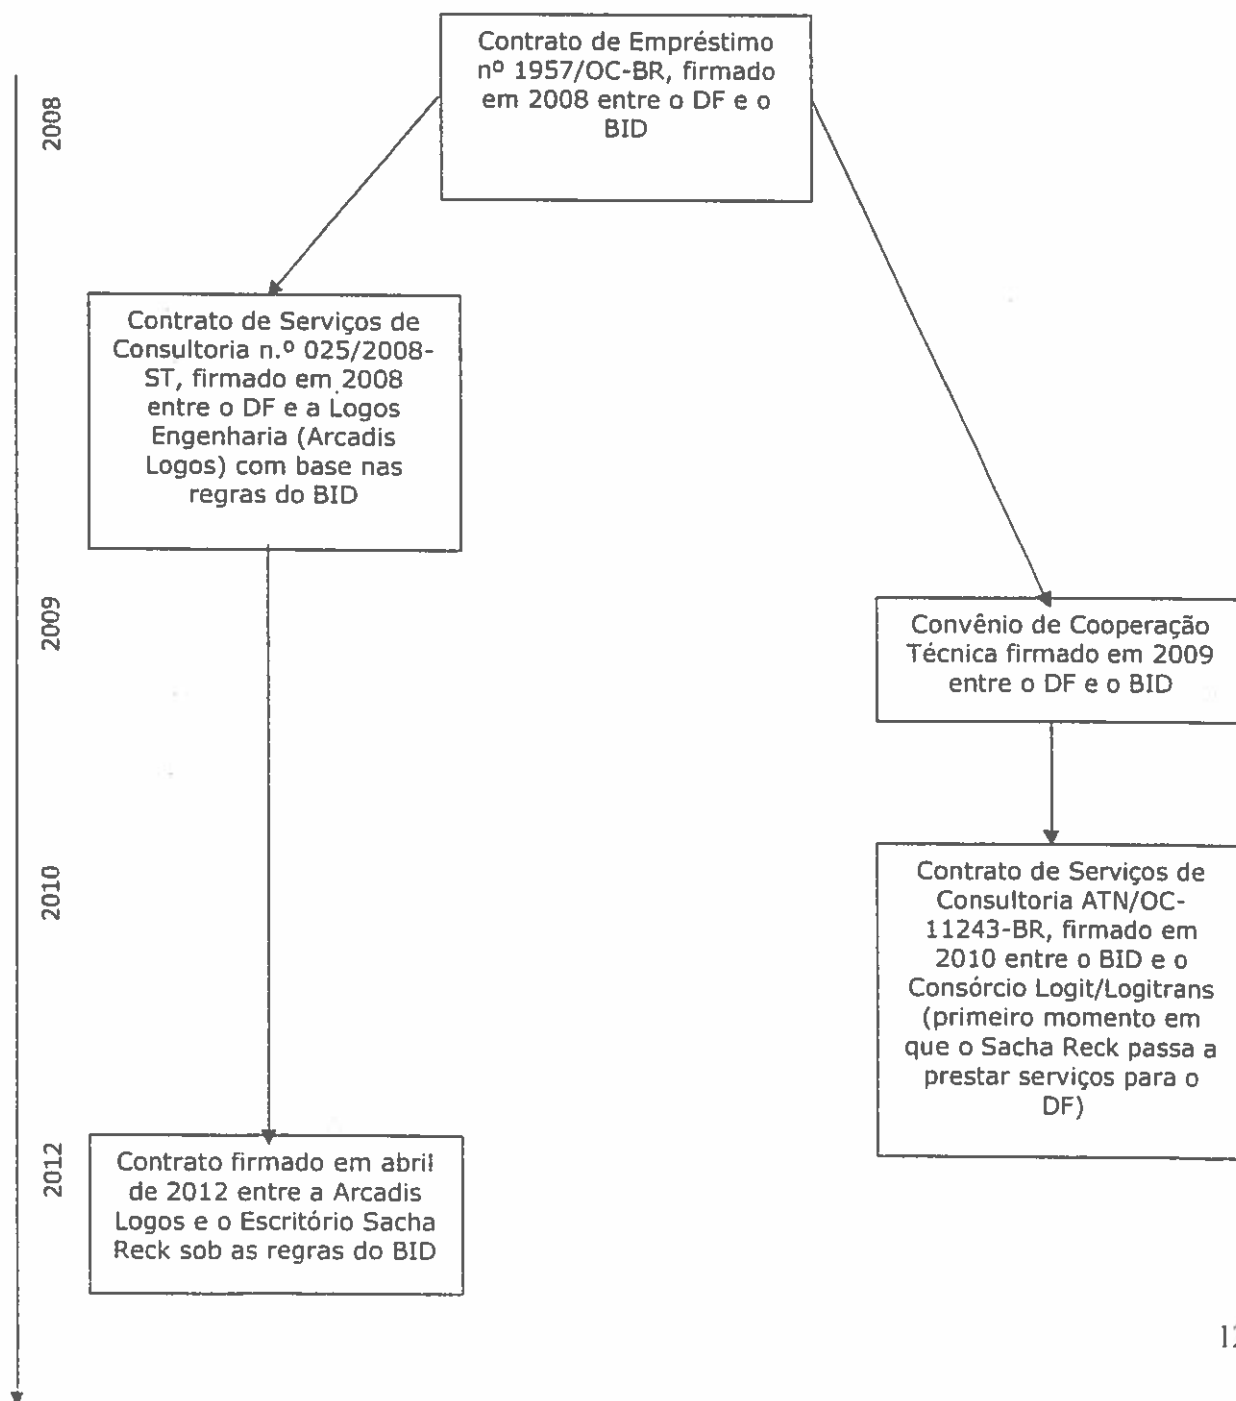 Contrato de Empréstimo
nº 1957/OC-BR, firmado
em 2008 entre o DF e o
BID
2008
Contrato de Serviços de
Consultoria n.º 025/2008-
ST, firmado em 2008
entre o DF e a Logos
Engenharia (Arcadis
Logos) com base nas
regras do BID
2009
Convênio de Cooperação
Técnica firmado em 2009
entre o DF e o BID
2010
Contrato de Serviços de
Consultoria ATN/OC-
11243-BR, firmado em
2010 entre o BID e o
Consórcio Logit/Logitrans
(primeiro momento em
que o Sacha Reck passa a
prestar serviços para o
DF)
2012
Contrato firmado em abril
de 2012 entre a Arcadis
Logos e o Escritório Sacha
Reck sob as regras do BID
12